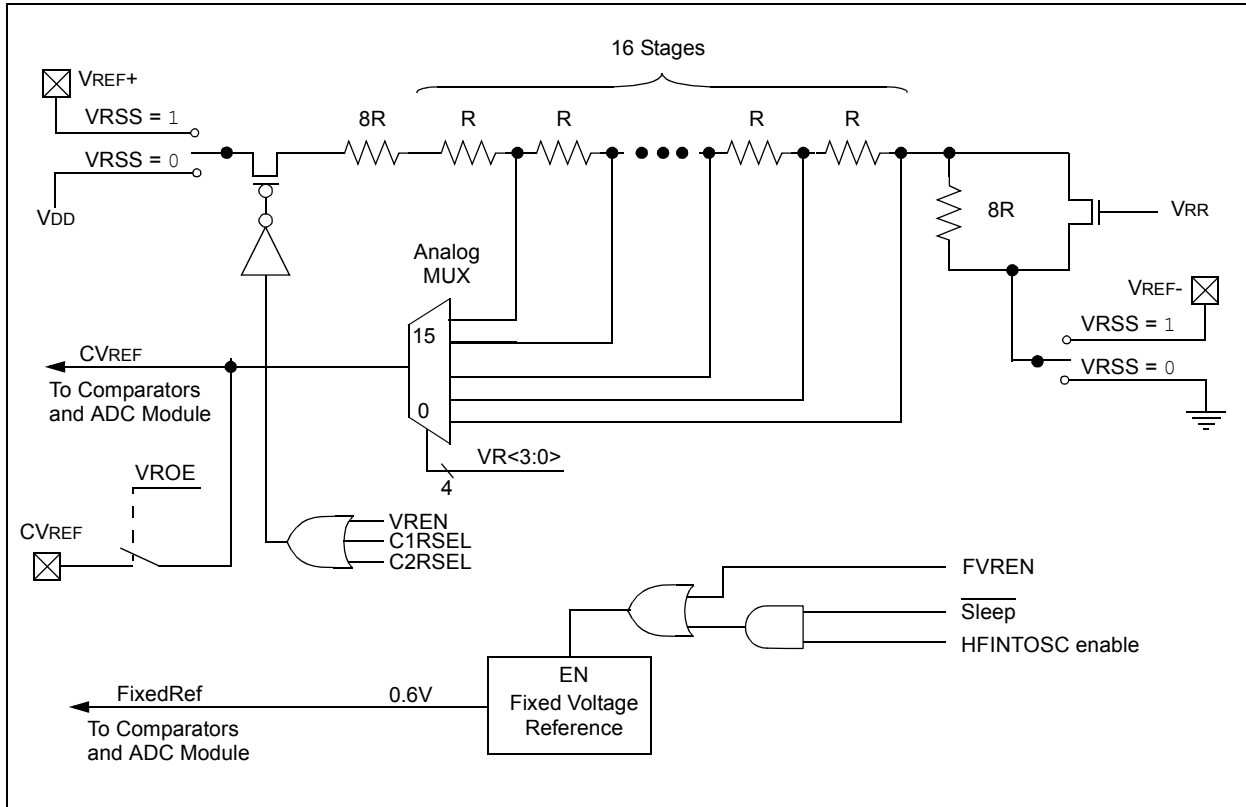 16 Stages
VREF+
VRSS = 1
VRSS = 0
VDD
8R
R
R
R
R
8R
VRR
Analog
MUX
15
0
VREF-
VRSS = 1
VRSS = 0
CVREF
To Comparators
and ADC Module
VR<3:0>
4
VROE
CVREF
VREN
C1RSEL
C2RSEL
FVREN
Sleep
HFINTOSC enable
EN
Fixed Voltage
Reference
FixedRef
0.6V
To Comparators
and ADC Module